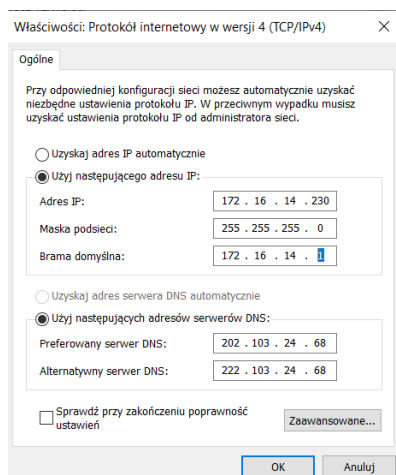 Właściwości: Protokół internetowy w wersji 4 (TCP/IPv4)
Ogólne
Przy odpowiedniej konfiguracji sieci możesz automatycznie uzyskać
niezbędne ustawienia protokołu IP. W przeciwnym wypadku musisz
uzyskać ustawienia protokołu IP od administratora sieci.
Uzyskaj adres IP automatycznie
Użyj następującego adresu IP:
Adres IP: 172 . 16 . 14 . 230
Maska podsieci: 255 . 255 . 255 . 0
Brama domyślna: 172 . 16 . 14 . 1
Uzyskaj adres serwera DNS automatycznie
Użyj następujących adresów serwerów DNS:
Preferowany serwer DNS: 202 . 103 . 24 . 68
Alternatywny serwer DNS: 222 . 103 . 24 . 68
Sprawdź przy zakończeniu poprawność
ustawień
Zaawansowane...
OK Anuluj